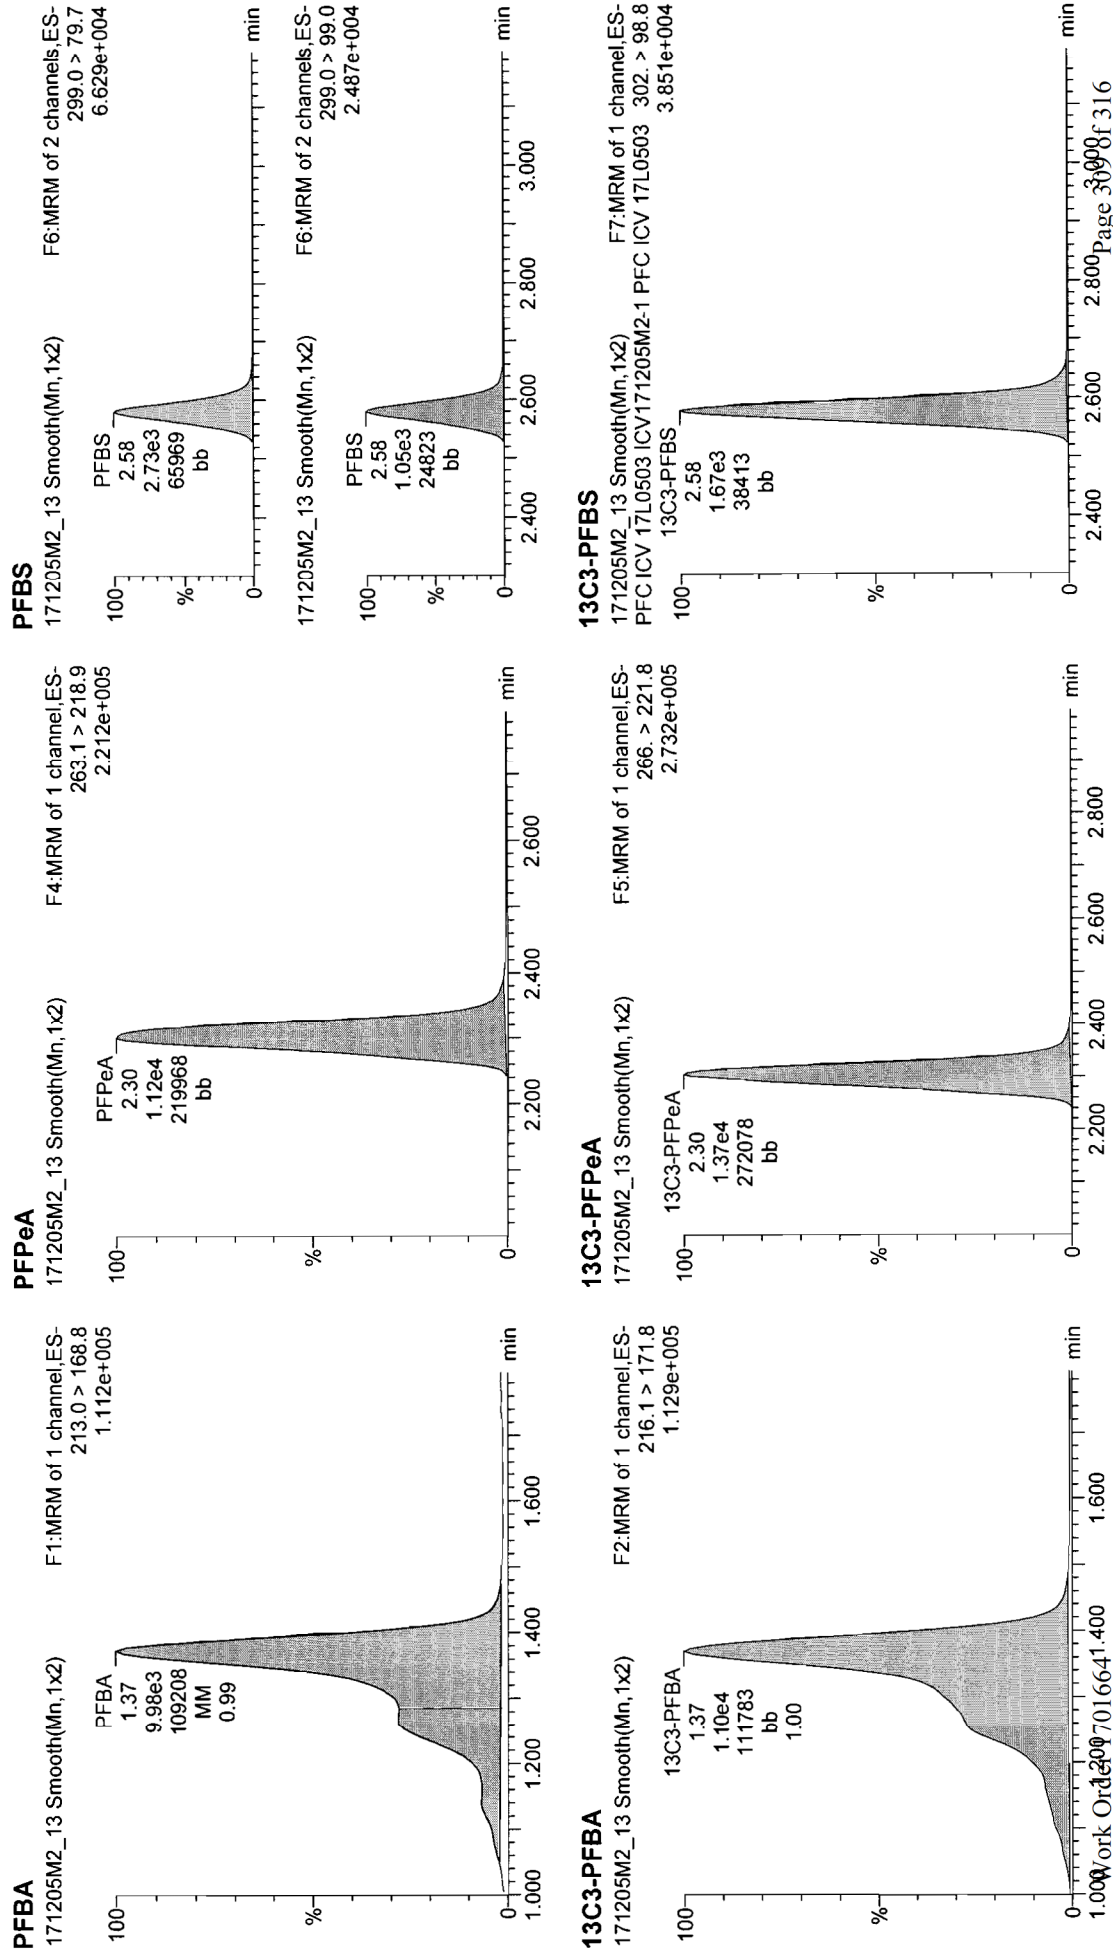 PFBA
171205M2_13 Smooth(Mn,1x2)
F1:MRM of 1 channel,ES-
213.0 > 168.8
1.112e+005
100
%
0
PFBA
1.37
9.98e3
109208
MM
0.99
1.000
1.200
1.400
1.600
min
PFPeA
171205M2_13 Smooth(Mn,1x2)
F4:MRM of 1 channel,ES-
263.1 > 218.9
2.212e+005
100
%
0
PFPeA
2.30
1.12e4
219968
bb
2.200
2.400
2.600
min
PFBS
171205M2_13 Smooth(Mn,1x2)
F6:MRM of 2 channels,ES-
299.0 > 79.7
6.629e+004
100
%
0
PFBS
2.58
2.73e3
65969
bb
min
171205M2_13 Smooth(Mn,1x2)
F6:MRM of 2 channels,ES-
299.0 > 99.0
2.487e+004
100
%
0
PFBS
2.58
1.05e3
24823
bb
2.400
2.600
2.800
3.000
min
13C3-PFBA
171205M2_13 Smooth(Mn,1x2)
F2:MRM of 1 channel,ES-
216.1 > 171.8
1.129e+005
100
%
0
13C3-PFBA
1.37
1.10e4
111783
bb
1.00
1.000
1.200
1.400
1.600
min
13C3-PFPeA
171205M2_13 Smooth(Mn,1x2)
F5:MRM of 1 channel,ES-
266. > 221.8
2.732e+005
100
%
0
13C3-PFPeA
2.30
1.37e4
272078
bb
2.200
2.400
2.600
2.800
min
13C3-PFBS
171205M2_13 Smooth(Mn,1x2)
F7:MRM of 1 channel,ES-
PFC ICV 17L0503 ICV171205M2-1 PFC ICV 17L0503
302. > 98.8
3.851e+004
100
%
0
13C3-PFBS
2.58
1.67e3
38413
bb
2.400
2.600
2.800
3.000
min
Work Order 1701664
Page 309 of 316